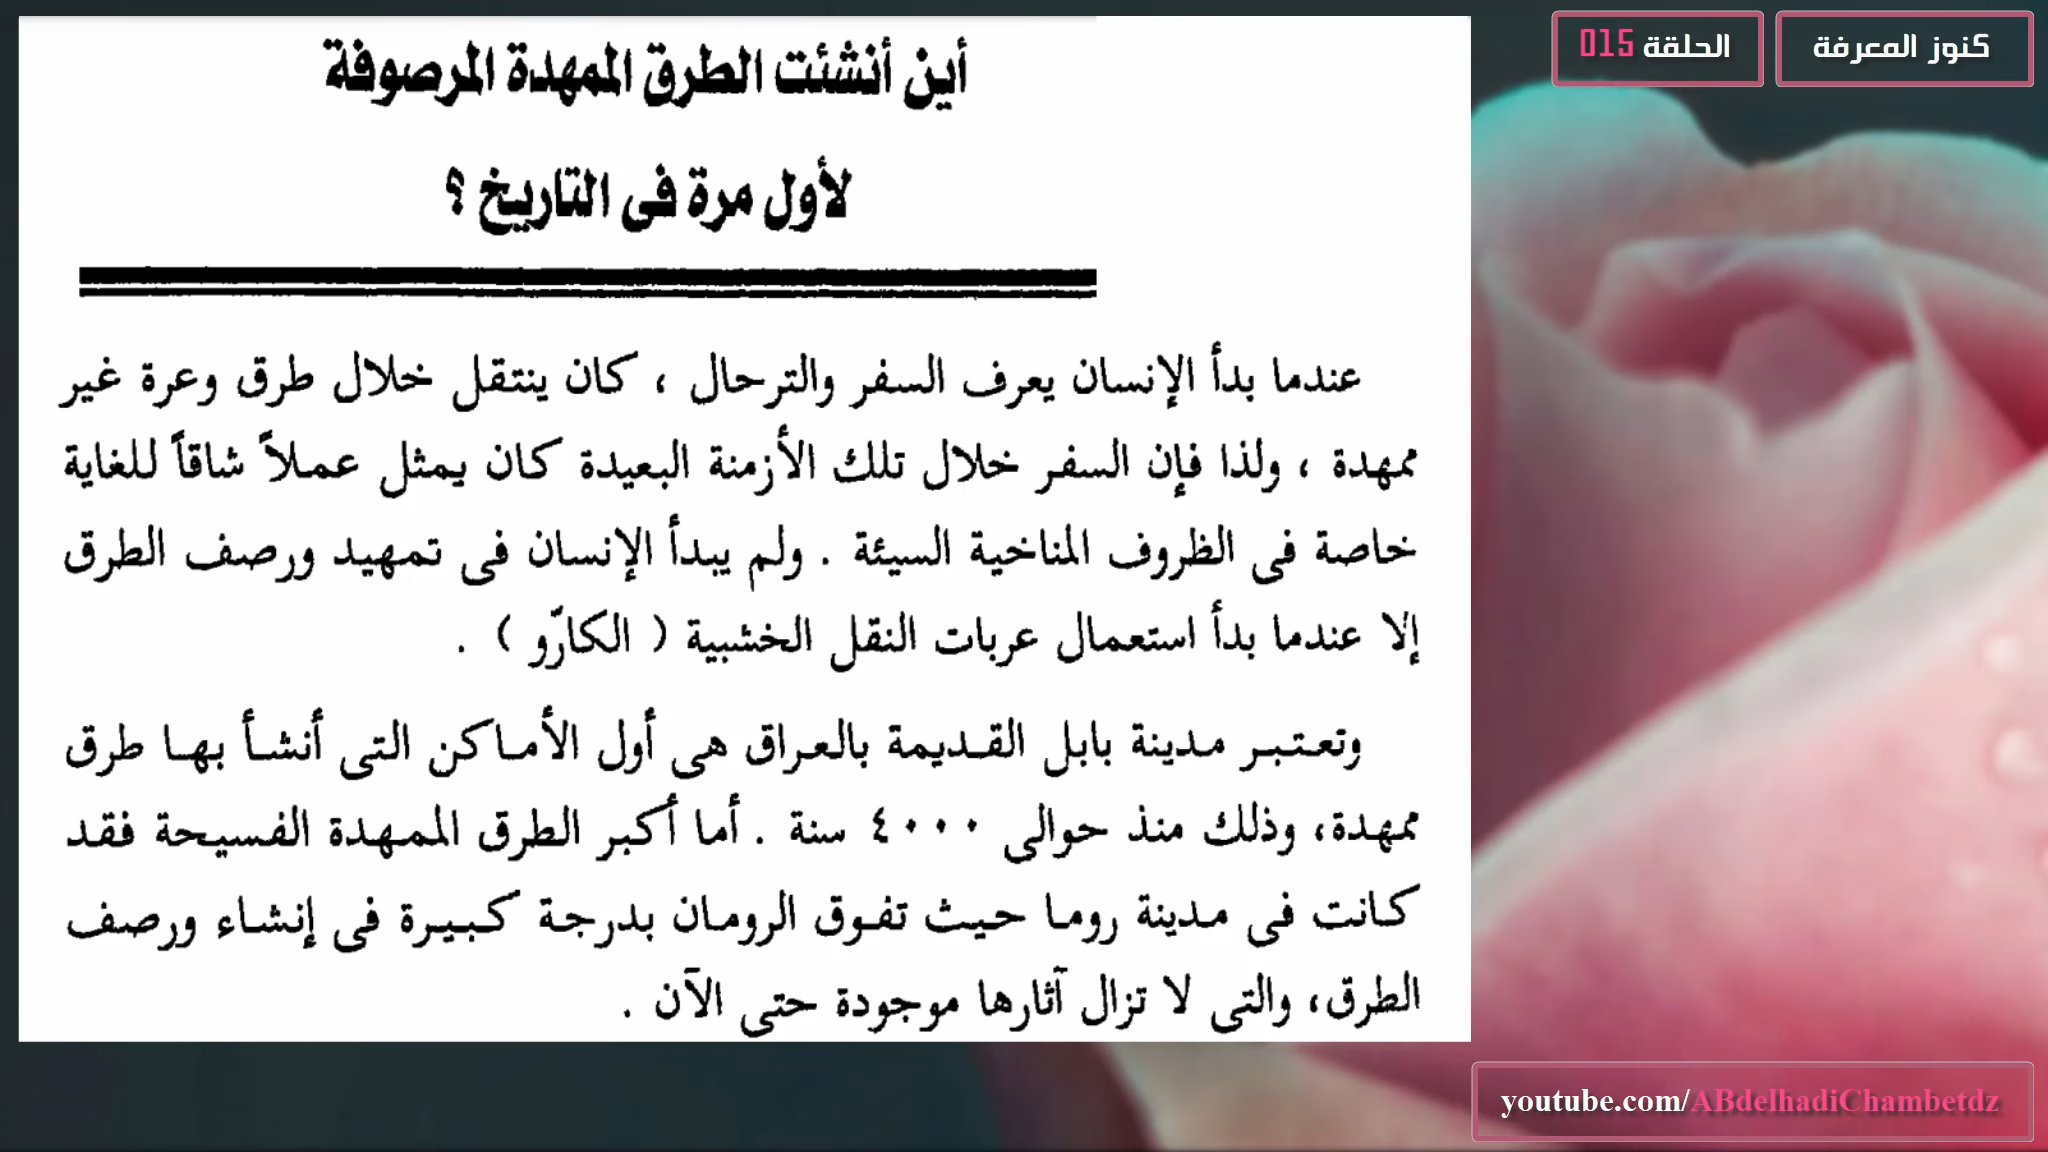 كنوز المعرفة
الحلقة 015
أين أنشئت الطرق الممهدة المرصوفة
لأول مرة فى التاريخ ؟
عندما بدأ الإنسان يعرف السفر والترحال ، كان ينتقل خلال طرق وعرة غير
ممهدة ، ولذا فإن السفر خلال تلك الأزمنة البعيدة كان يمثل عملاً شاقاً للغاية
خاصة فى الظروف المناخية السيئة . ولم يبدأ الإنسان فى تمهيد ورصف الطرق
إلا عندما بدأ استعمال عربات النقل الخشبية ( الكارّو ) .
وتعتبر مدينة بابل القديمة بالعراق هى أول الأماكن التى أنشأ بها طرق
ممهدة، وذلك منذ حوالى ٤٠٠٠ سنة . أما أكبر الطرق الممهدة الفسيحة فقد
كانت فى مدينة روما حيث تفوق الرومان بدرجة كبيرة فى إنشاء ورصف
الطرق، والتى لا تزال آثارها موجودة حتى الآن .
youtube.com/ABdelhadiChambetdz